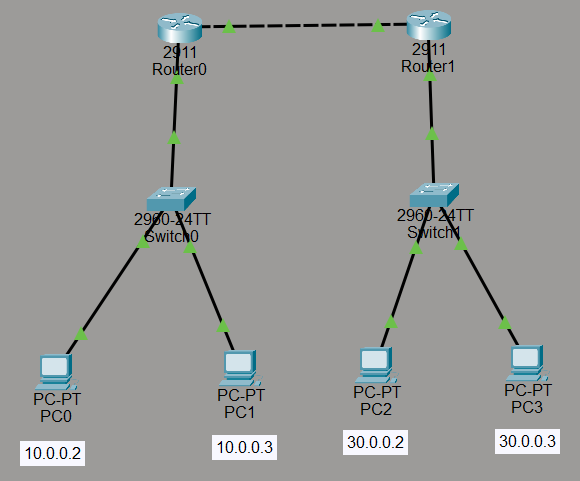 2911
Router0
2911
Router1
2960-24TT
Switch0
2960-24TT
Switch1
PC-PT
PC0
PC-PT
PC1
PC-PT
PC2
PC-PT
PC3
10.0.0.2
10.0.0.3
30.0.0.2
30.0.0.3